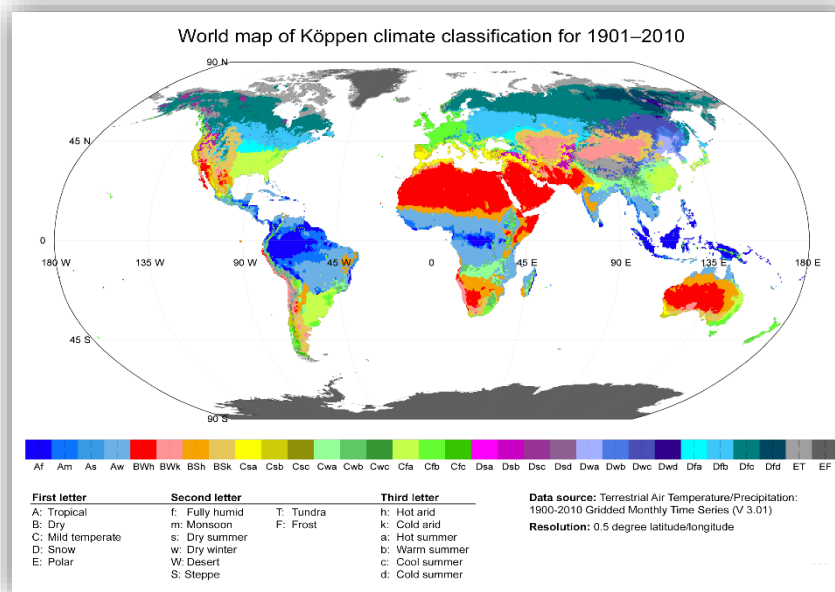 World map of Köppen climate classification for 1901–2010
90 N
45 N
0
180 W 135 W 90 W 45 W 0 45 E 90 E 135 E 180 E
45 S
90 S
Af Am As Aw BWh BWk BSh BSk Csa Csb Csc Cwa Cwb Cwc Cfa Cfb Cfc Dsa Dsb Dsc Dsd Dwa Dwb Dwc Dwd Dfa Dfb Dfc Dfd ET EF
First letter
A: Tropical
B: Dry
C: Mild temperate
D: Snow
E: Polar
Second letter
f: Fully humid
m: Monsoon
s: Dry summer
w: Dry winter
W: Desert
S: Steppe
T: Tundra
F: Frost
Third letter
h: Hot arid
k: Cold arid
a: Hot summer
b: Warm summer
c: Cool summer
d: Cold summer
Data source: Terrestrial Air Temperature/Precipitation:
1900-2010 Gridded Monthly Time Series (V 3.01)
Resolution: 0.5 degree latitude/longitude